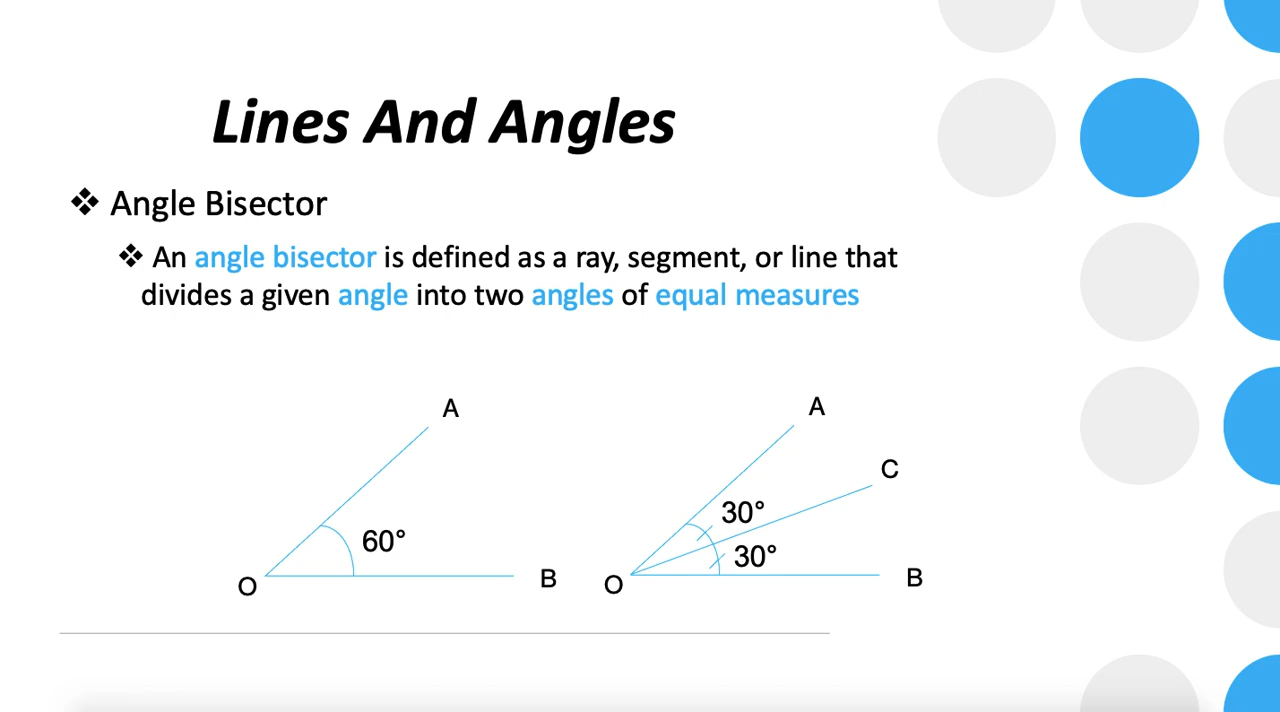 Lines And Angles
❖ Angle Bisector
❖ An angle bisector is defined as a ray, segment, or line that
divides a given angle into two angles of equal measures
A
60°
O
B
A
C
30°
30°
O
B